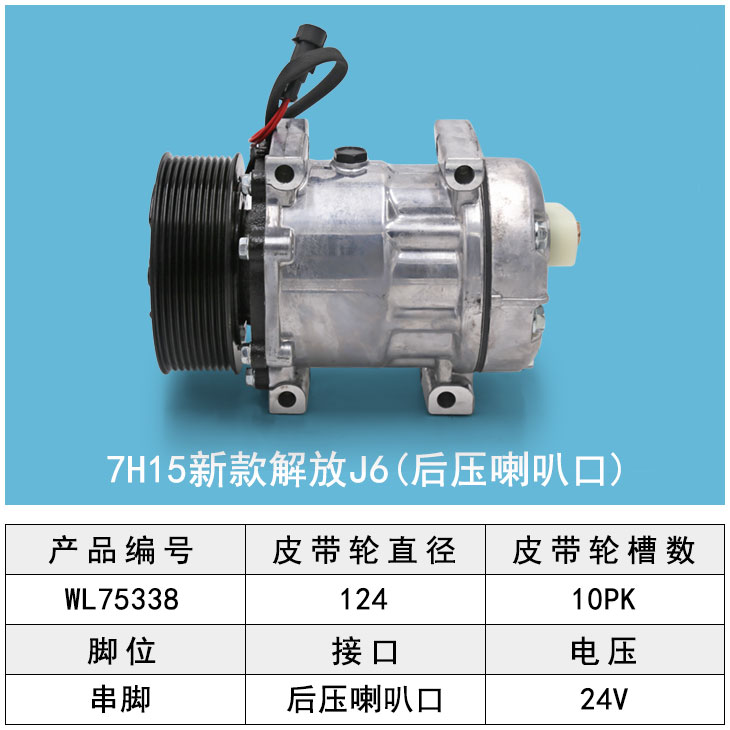 7H15新款解放J6(后压喇叭口)
产品编号 皮带轮直径 皮带轮槽数
WL75338 124 10PK
脚位 接口 电压
串脚 后压喇叭口 24V